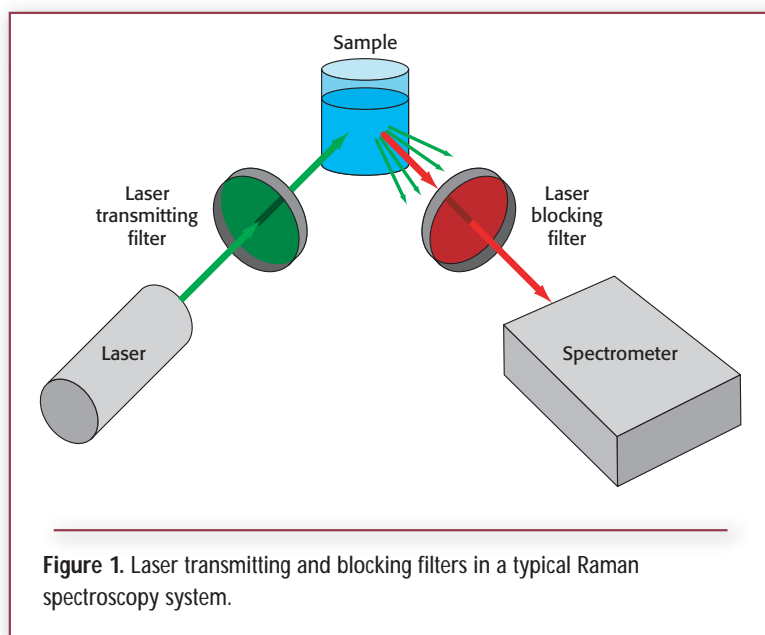 Sample
Laser
transmitting
filter
Laser
blocking
filter
Laser
Spectrometer
Figure 1. Laser transmitting and blocking filters in a typical Raman
spectroscopy system.